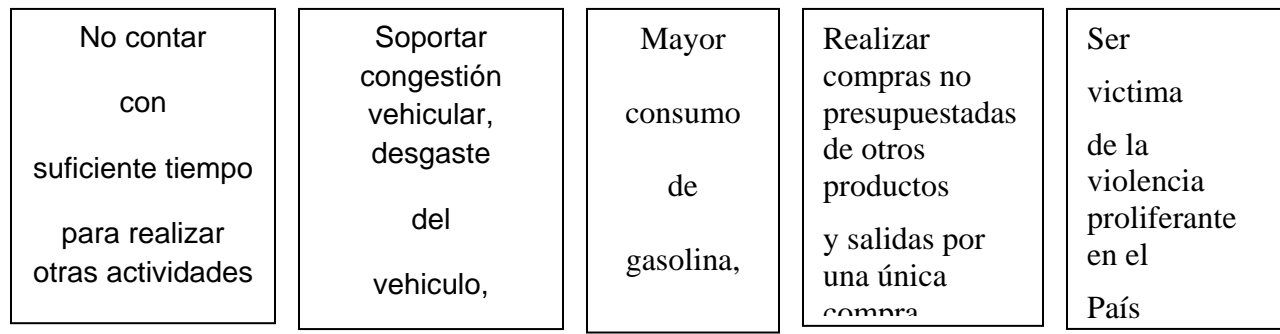 No contar
con
suficiente tiempo
para realizar
otras actividades
Soportar
congestión
vehicular,
desgaste
del
vehiculo,
Mayor
consumo
de
gasolina,
Realizar
compras no
presupuestadas
de otros
productos
y salidas por
una única
compra
Ser
victima
de la
violencia
proliferante
en el
País